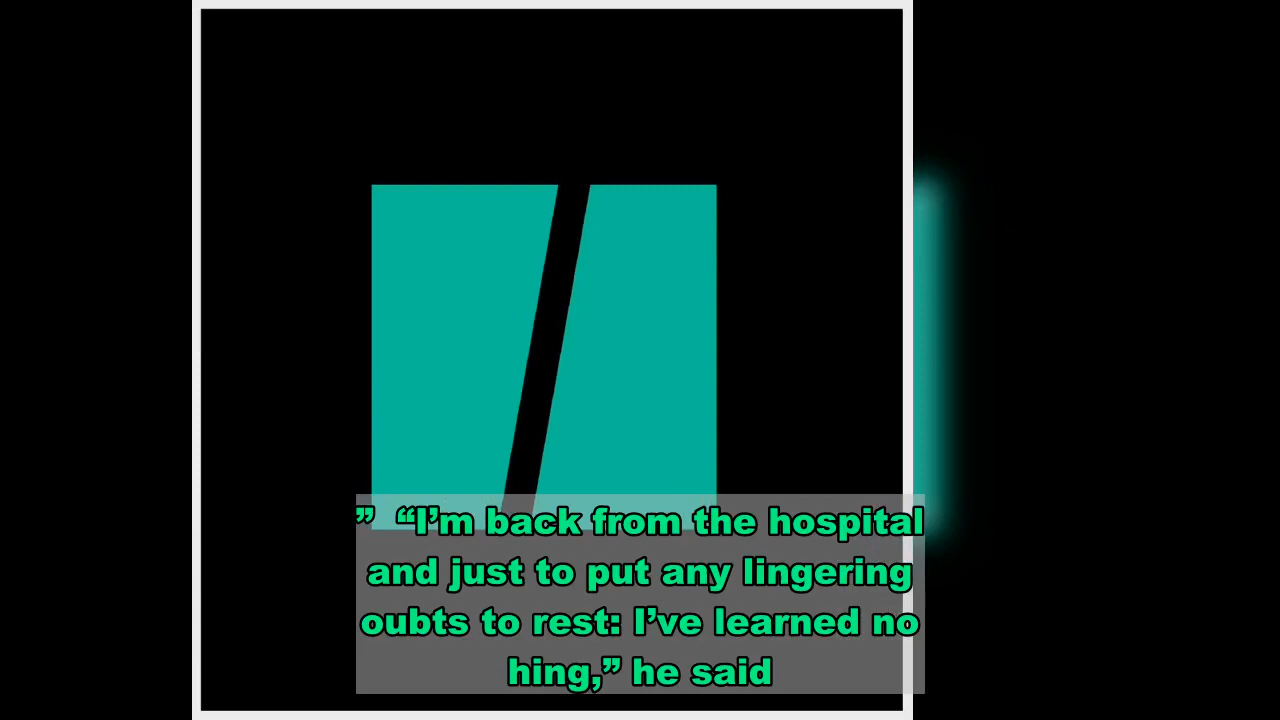 ” “I’m back from the hospital
and just to put any lingering
oubts to rest: I’ve learned no
hing,” he said